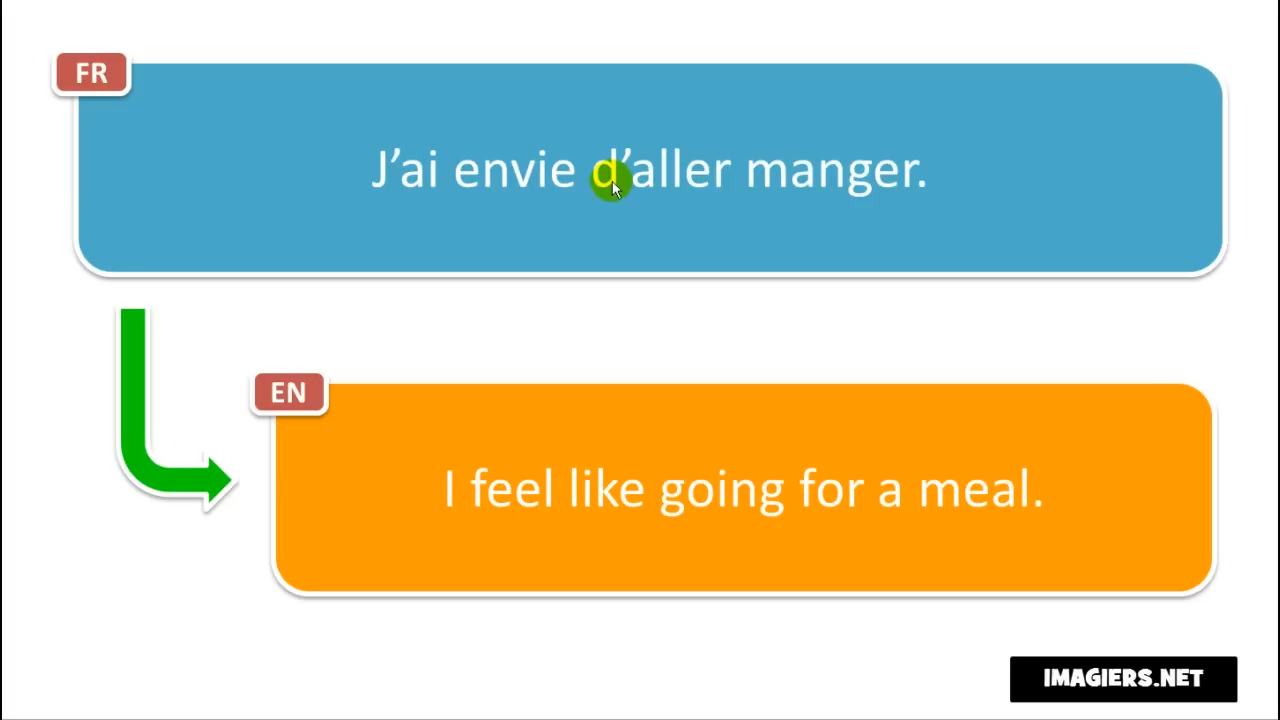 FR
J’ai envie d’aller manger.
EN
I feel like going for a meal.
IMAGIERS.NET